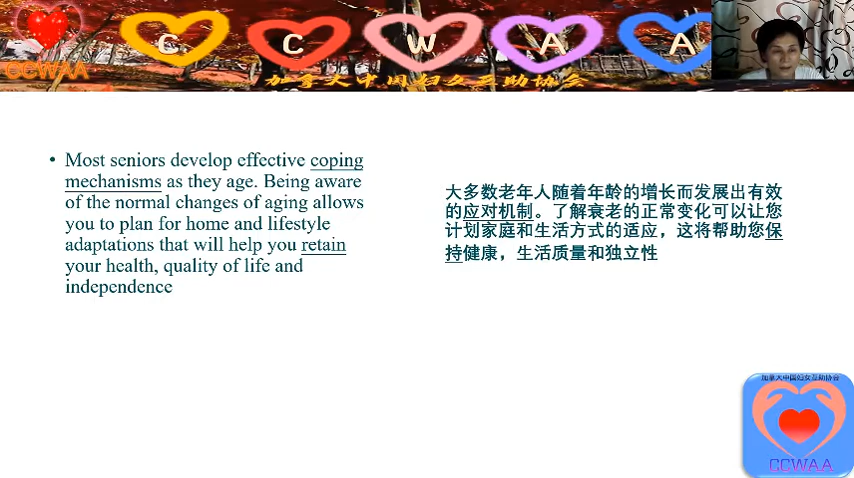 CCWAA
C C W A A
加拿大中国妇女互助协会
• Most seniors develop effective coping
mechanisms as they age. Being aware
of the normal changes of aging allows
you to plan for home and lifestyle
adaptations that will help you retain
your health, quality of life and
independence
大多数老年人随着年龄的增长而发展出有效
的应对机制。了解衰老的正常变化可以让您
计划家庭和生活方式的适应，这将帮助您保
持健康，生活质量和独立性
加拿大中国妇女互助协会
CCWAA